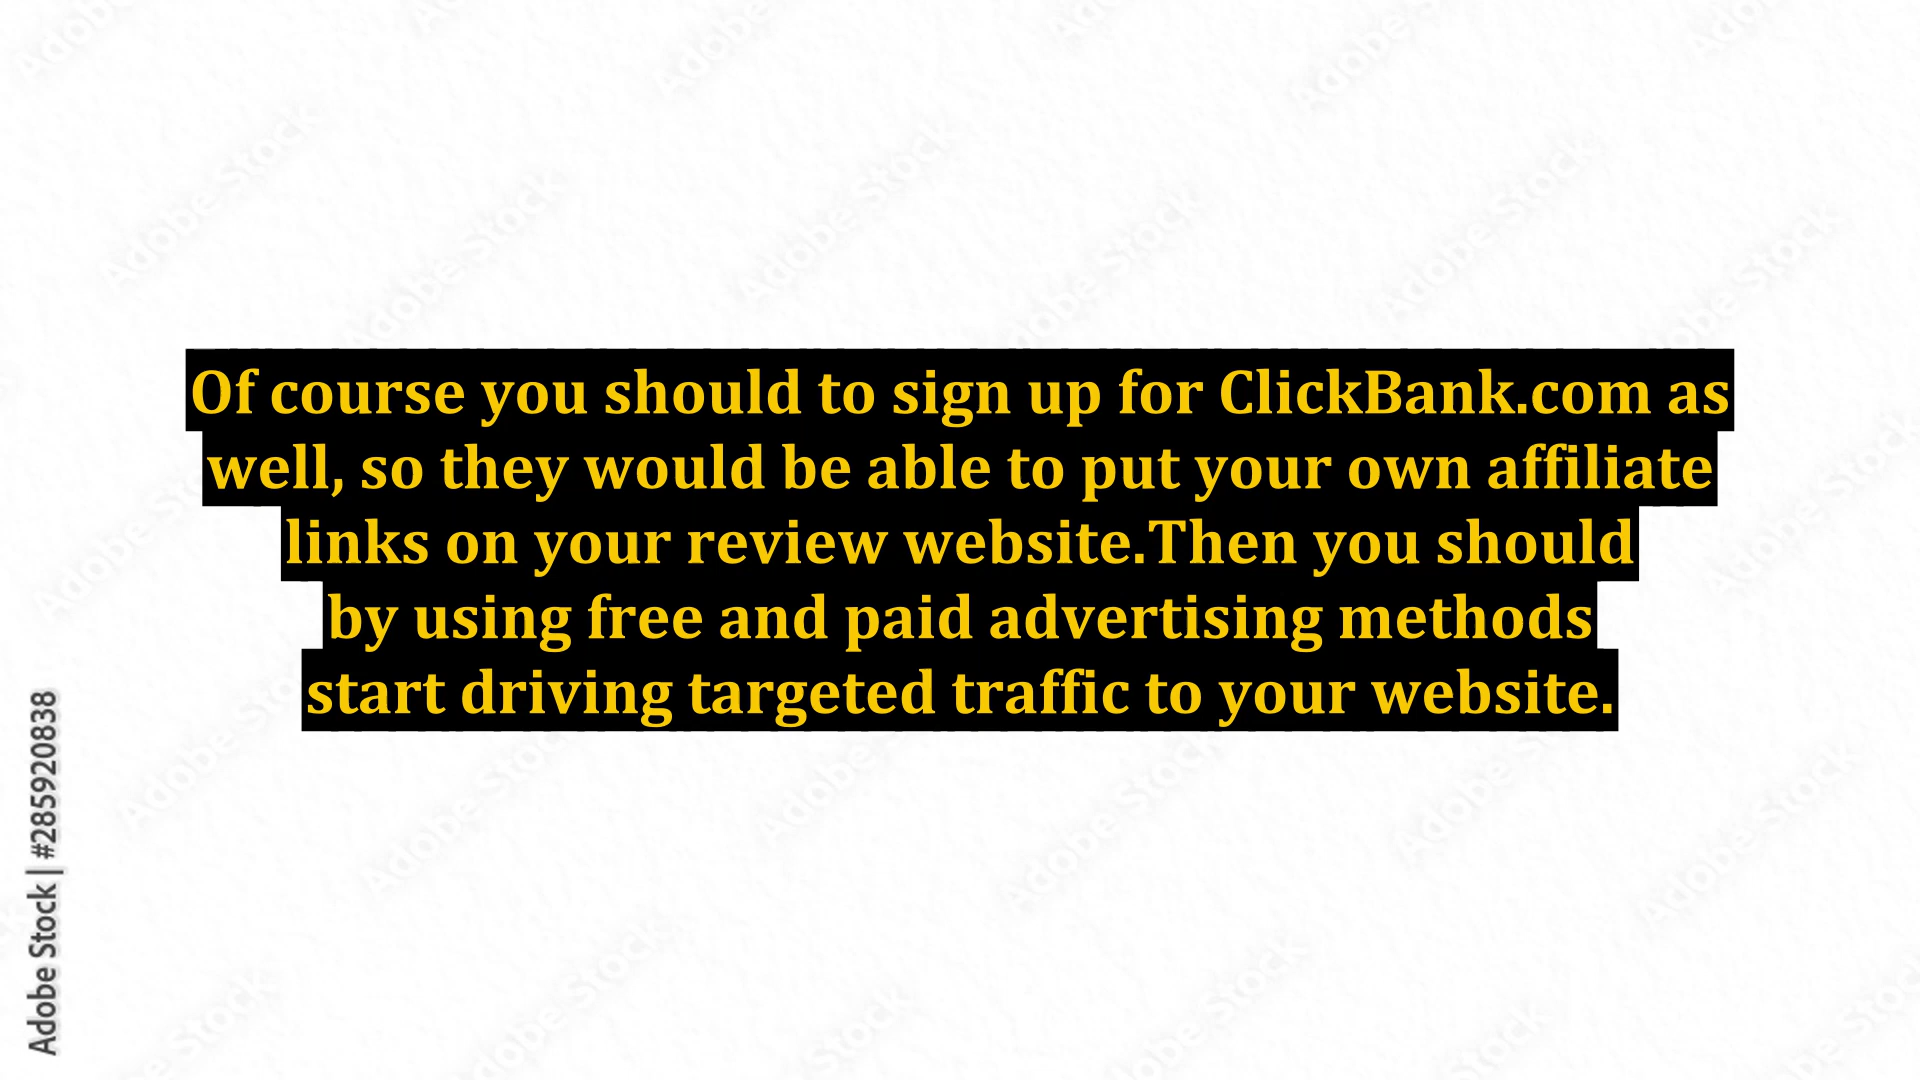 Of course you should to sign up for ClickBank.com as
well, so they would be able to put your own affiliate
links on your review website.Then you should
by using free and paid advertising methods
start driving targeted traffic to your website.
Adobe Stock | #285920838